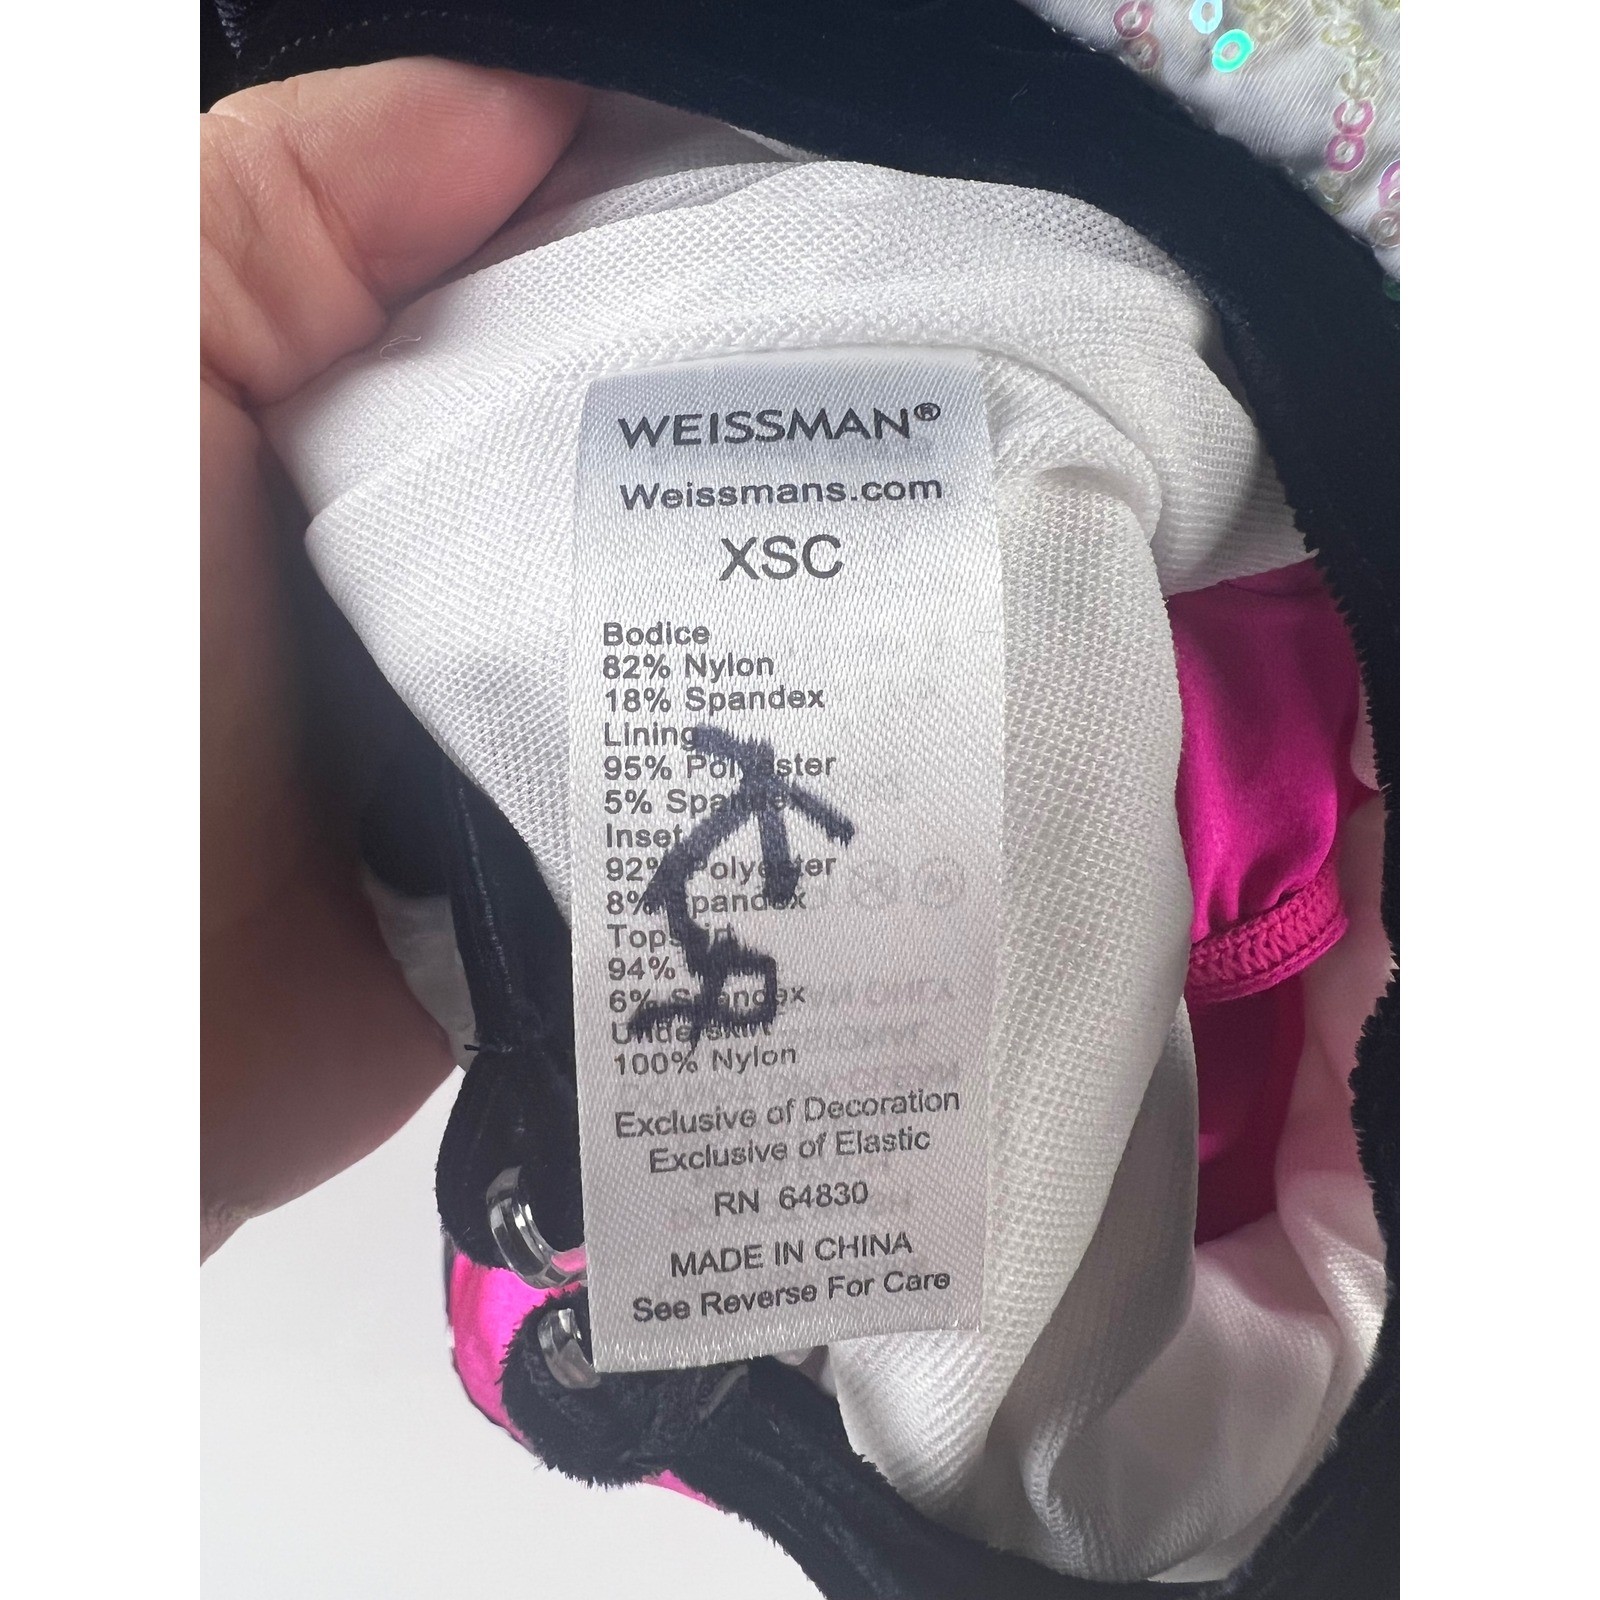 WEISSMAN®
Weissmans.com
XSC
Bodice
82% Nylon
18% Spandex
Lining
95% Polyester
5% Spandex
Inset
92% Polyester
8% Spandex
Topskirt
94%
6% Spandex
Underskirt
100% Nylon
Exclusive of Decoration
Exclusive of Elastic
RN 64830
MADE IN CHINA
See Reverse For Care